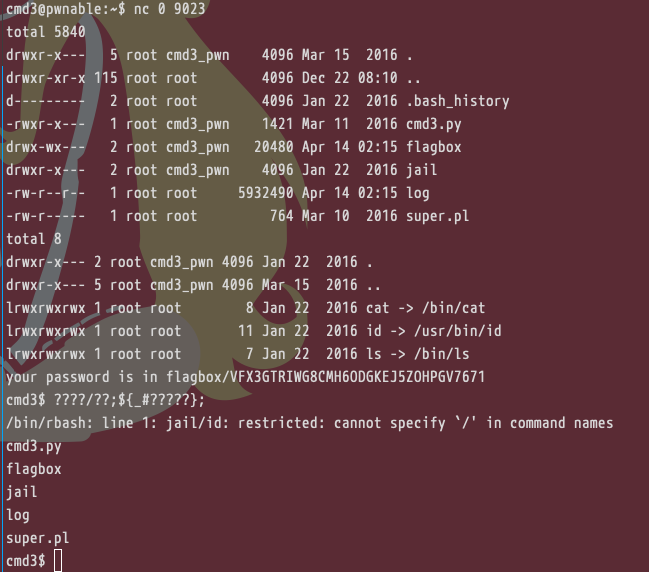 cmd3@pwnable:~$ nc 0 9023
total 5840
drwxr-x---   5 root cmd3_pwn    4096 Mar 15  2016 .
drwxr-xr-x 115 root root        4096 Dec 22 08:10 ..
d---------   2 root root        4096 Jan 22  2016 .bash_history
-rwxr-x---   1 root cmd3_pwn    1421 Mar 11  2016 cmd3.py
drwx-wx---   2 root cmd3_pwn   20480 Apr 14 02:15 flagbox
drwxr-x---   2 root cmd3_pwn    4096 Jan 22  2016 jail
-rw-r--r--   1 root root     5932490 Apr 14 02:15 log
-rw-r-----   1 root root         764 Mar 10  2016 super.pl
total 8
drwxr-x--- 2 root cmd3_pwn 4096 Jan 22  2016 .
drwxr-x--- 5 root cmd3_pwn 4096 Mar 15  2016 ..
lrwxrwxrwx 1 root root        8 Jan 22  2016 cat -> /bin/cat
lrwxrwxrwx 1 root root       11 Jan 22  2016 id -> /usr/bin/id
lrwxrwxrwx 1 root root        7 Jan 22  2016 ls -> /bin/ls
your password is in flagbox/VFX3GTRIWG8CMH6ODGKEJ5ZOHPGV7671
cmd3$ ????/??;${_#?????};
/bin/rbash: line 1: jail/id: restricted: cannot specify `/' in command names
cmd3.py
flagbox
jail
log
super.pl
cmd3$